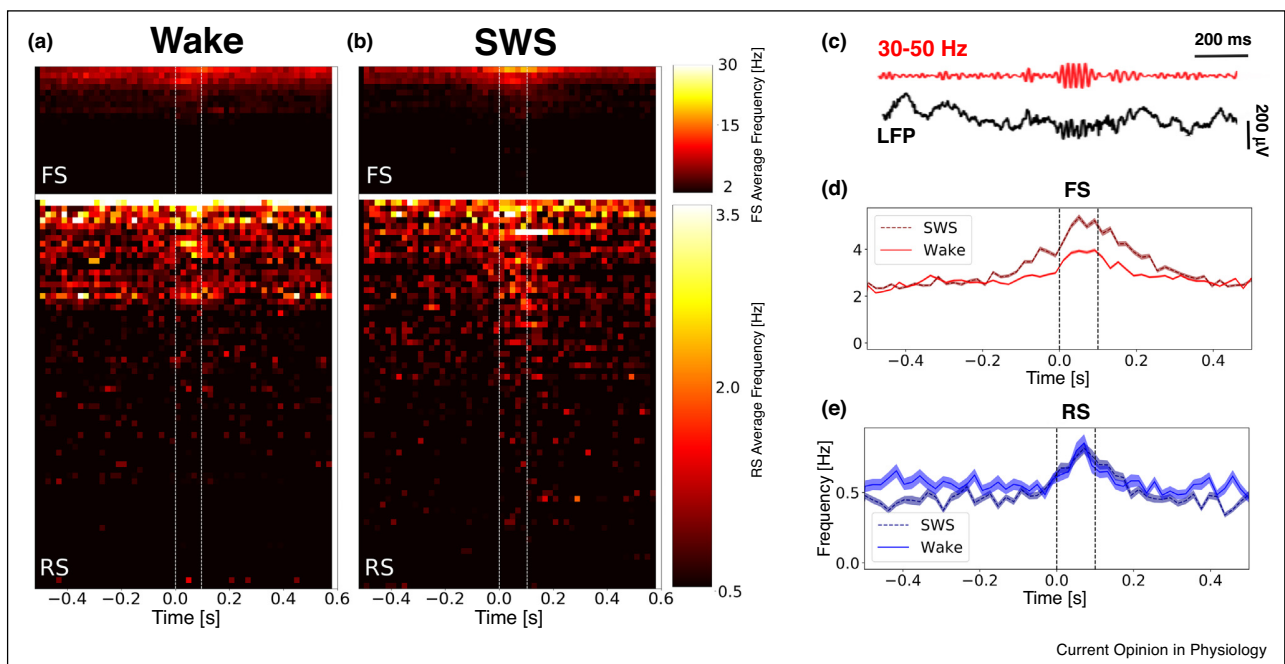 (a)
Wake
FS
RS
−0.4 −0.2 0.0 0.2 0.4 0.6
Time [s]
(b)
SWS
FS
RS
−0.4 −0.2 0.0 0.2 0.4 0.6
Time [s]
30
15
2
FS Average Frequency [Hz]
3.5
2.0
0.5
RS Average Frequency [Hz]
(c)
30-50 Hz
200 ms
LFP
200 µV
(d)
FS
SWS
Wake
4
2
0
−0.4 −0.2 0.0 0.2 0.4
Time [s]
(e)
RS
Frequency [Hz]
0.5
0.0
SWS
Wake
−0.4 −0.2 0.0 0.2 0.4
Time [s]
Current Opinion in Physiology